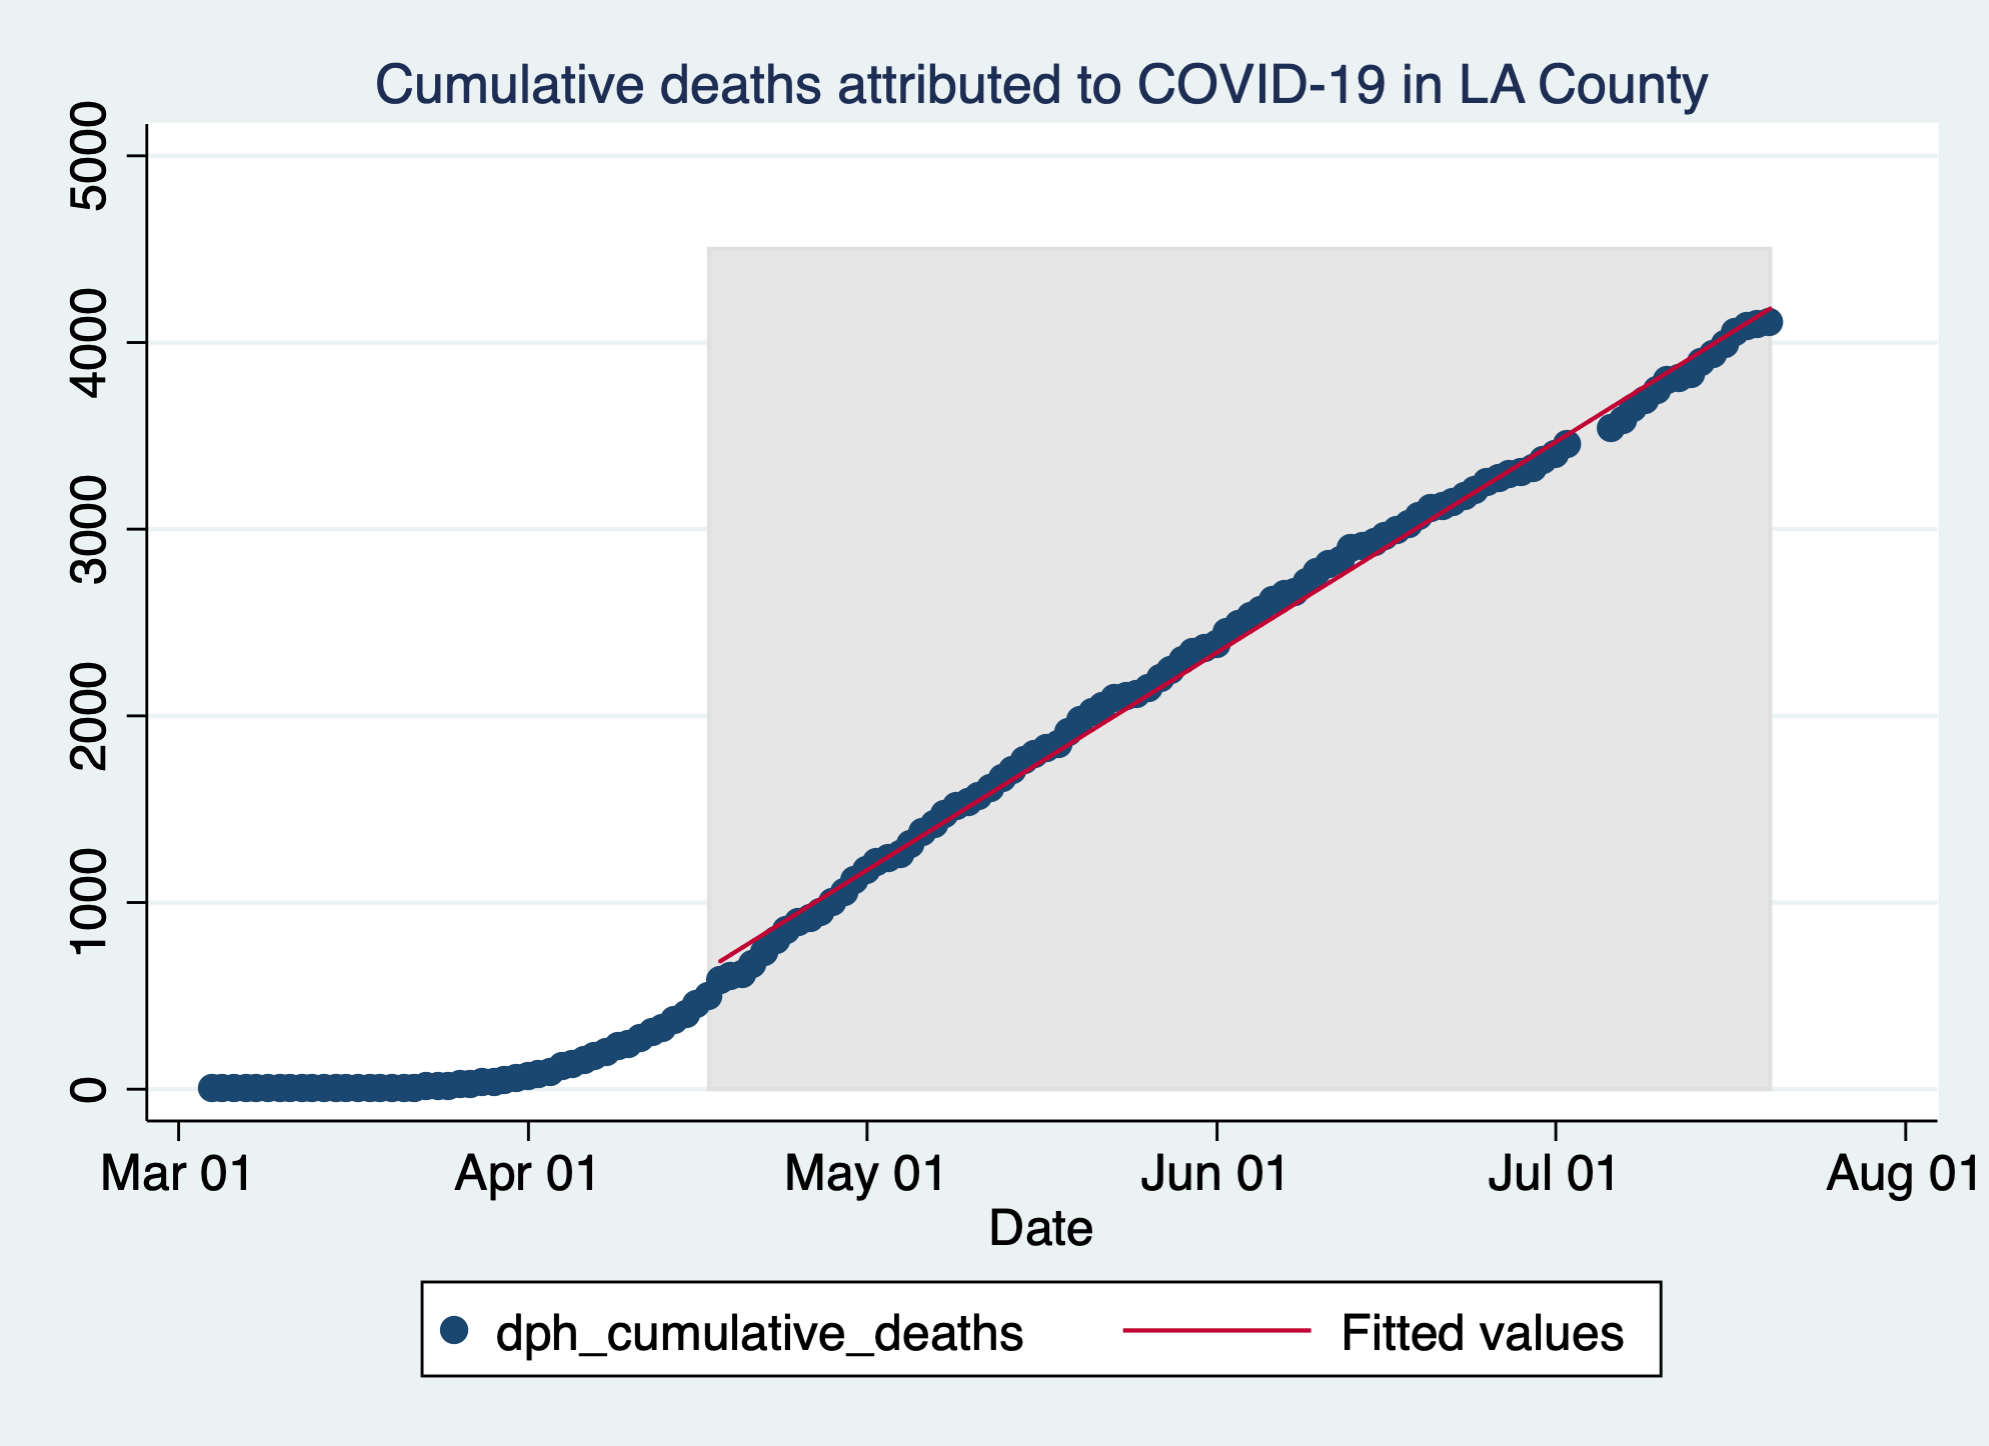 Cumulative deaths attributed to COVID-19 in LA County
5000
4000
3000
2000
1000
0
Mar 01 Apr 01 May 01 Jun 01 Jul 01 Aug 01
Date
dph_cumulative_deaths Fitted values